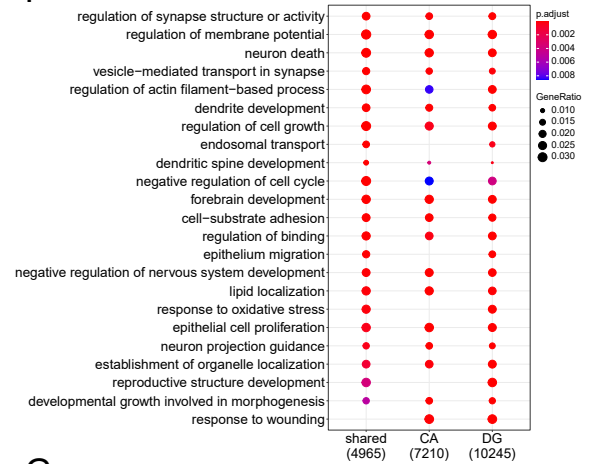 regulation of synapse structure or activity
regulation of membrane potential
neuron death
vesicle−mediated transport in synapse
regulation of actin filament−based process
dendrite development
regulation of cell growth
endosomal transport
dendritic spine development
negative regulation of cell cycle
forebrain development
cell−substrate adhesion
regulation of binding
epithelium migration
negative regulation of nervous system development
lipid localization
response to oxidative stress
epithelial cell proliferation
neuron projection guidance
establishment of organelle localization
reproductive structure development
developmental growth involved in morphogenesis
response to wounding
shared CA DG
(4965) (7210) (10245)
p.adjust
0.002
0.004
0.006
0.008
GeneRatio
0.010
0.015
0.020
0.025
0.030